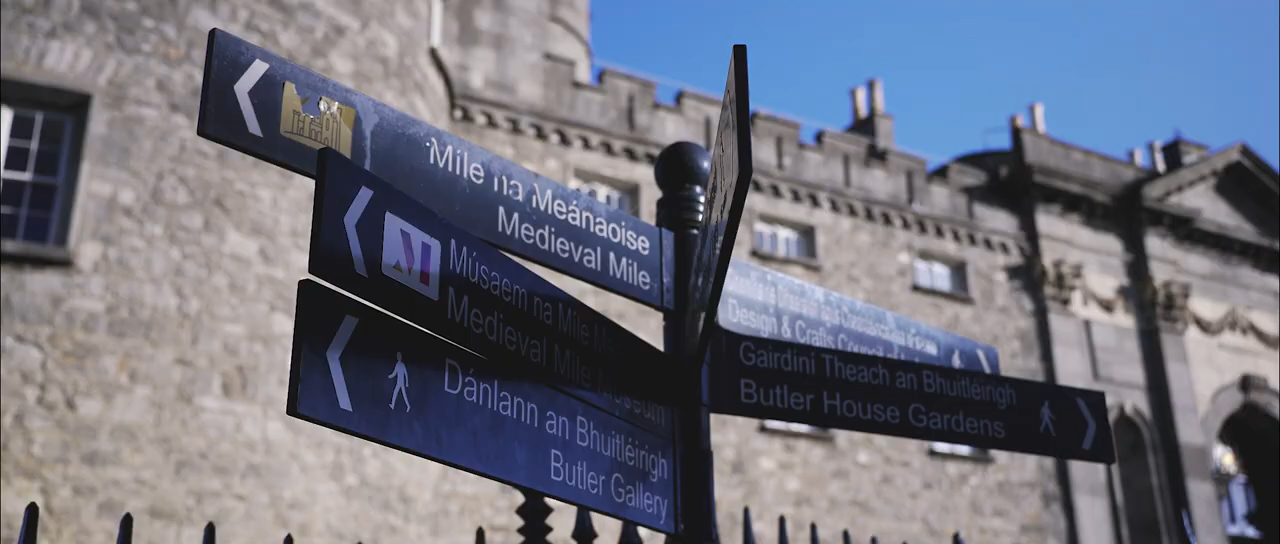 Míle na Meánaoise
Medieval Mile
Músaem na Míle
Medieval Mile Museum
Dánlann an Bhuitléirigh
Butler Gallery
Design & Crafts Council
Gairdíní Theach an Bhuitléirigh
Butler House Gardens